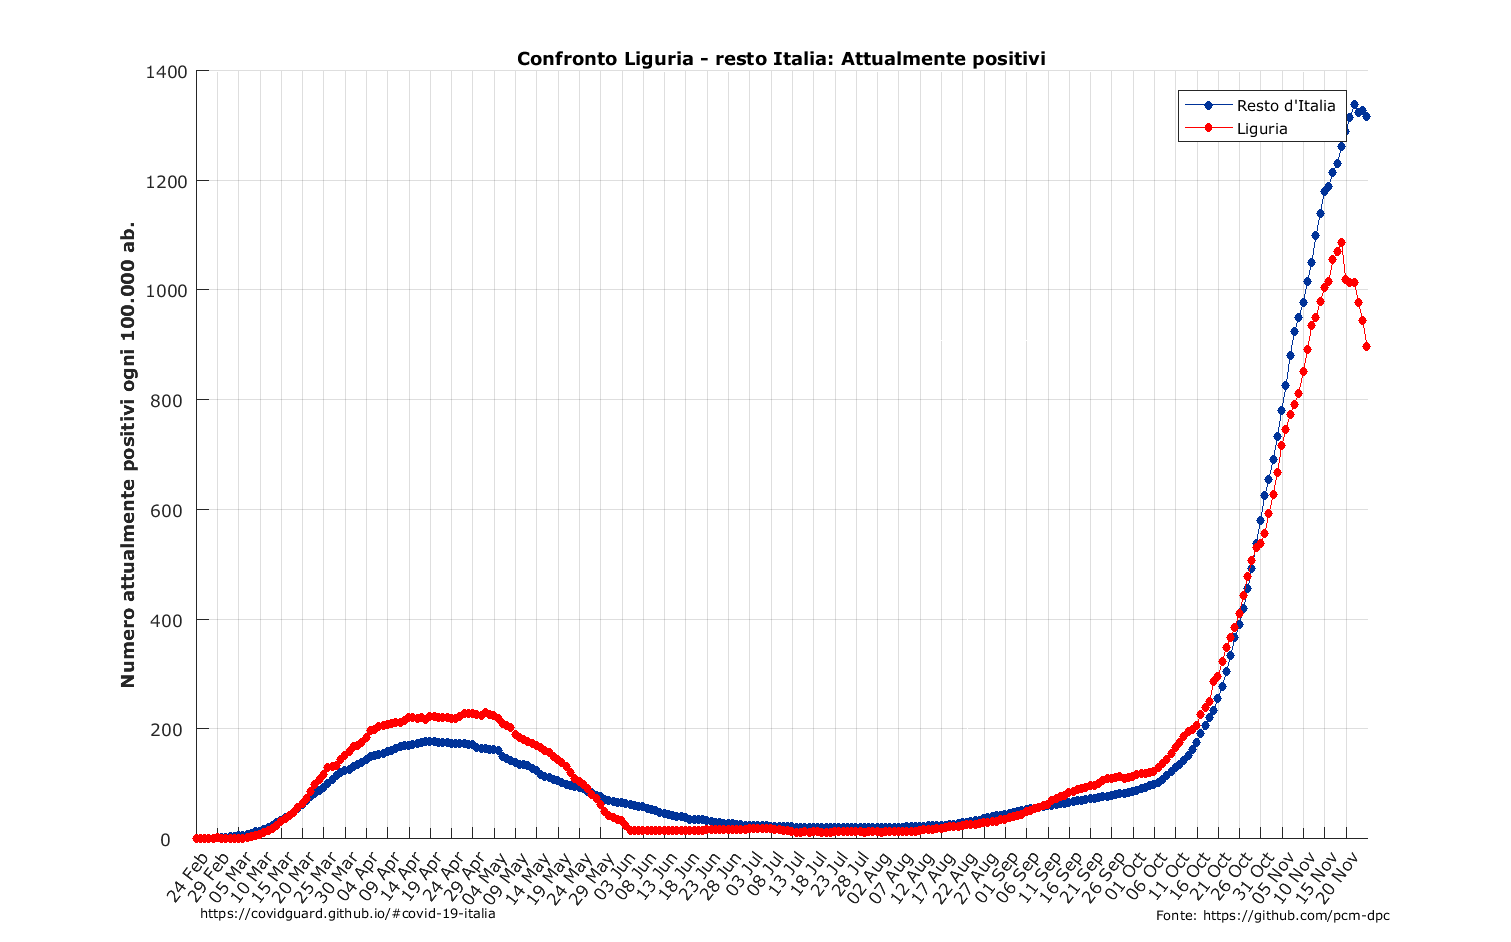 Confronto Liguria - resto Italia: Attualmente positivi
Numero attualmente positivi ogni 100.000 ab.
1400
1200
1000
800
600
400
200
0
Resto d'Italia
Liguria
24 Feb
29 Feb
05 Mar
10 Mar
15 Mar
20 Mar
25 Mar
30 Mar
04 Apr
09 Apr
14 Apr
19 Apr
24 Apr
29 Apr
04 May
09 May
14 May
19 May
24 May
29 May
03 Jun
08 Jun
13 Jun
18 Jun
23 Jun
28 Jun
03 Jul
08 Jul
13 Jul
18 Jul
23 Jul
28 Jul
02 Aug
07 Aug
12 Aug
17 Aug
22 Aug
27 Aug
01 Sep
06 Sep
11 Sep
16 Sep
21 Sep
26 Sep
01 Oct
06 Oct
11 Oct
16 Oct
21 Oct
26 Oct
31 Oct
05 Nov
10 Nov
15 Nov
20 Nov
https://covidguard.github.io/#covid-19-italia
Fonte: https://github.com/pcm-dpc